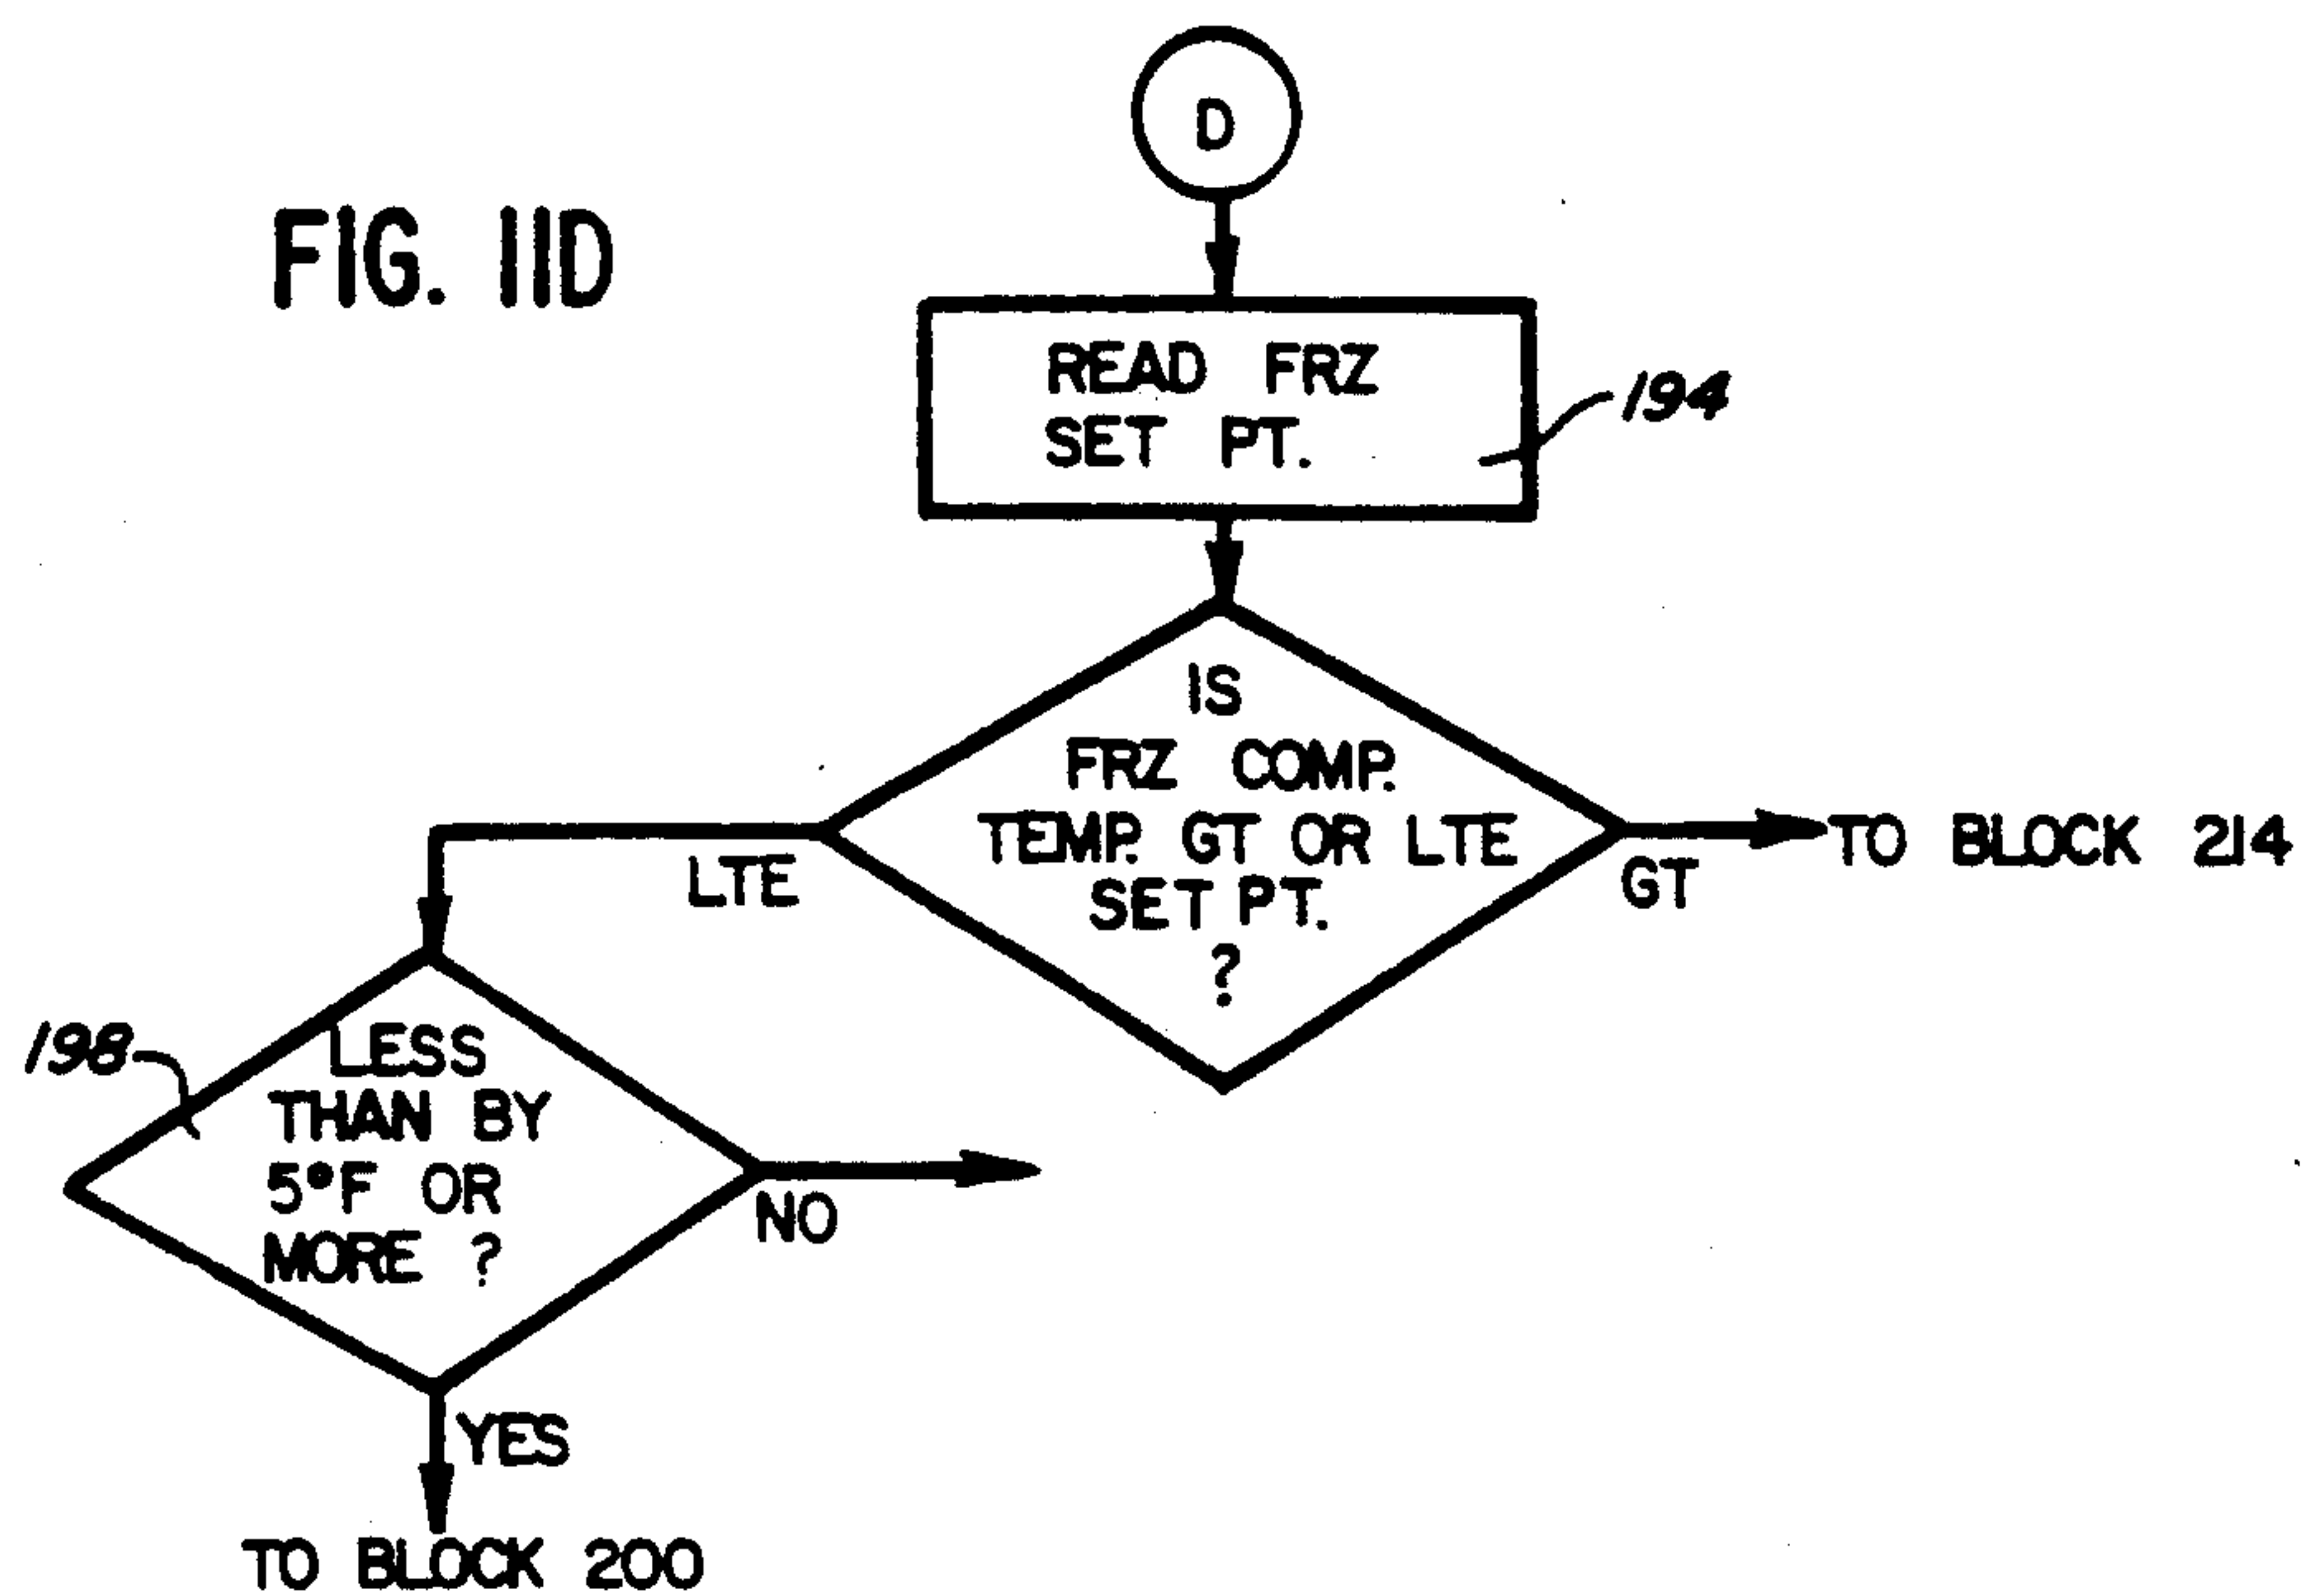 D
FIG. 11D
READ FRZ
SET PT.
194
IS
FRZ COMP.
TEMP. GT OR LTE
SET PT.
?
LTE
GT
TO BLOCK 214
198
LESS
THAN BY
5°F OR
MORE ?
NO
YES
TO BLOCK 200